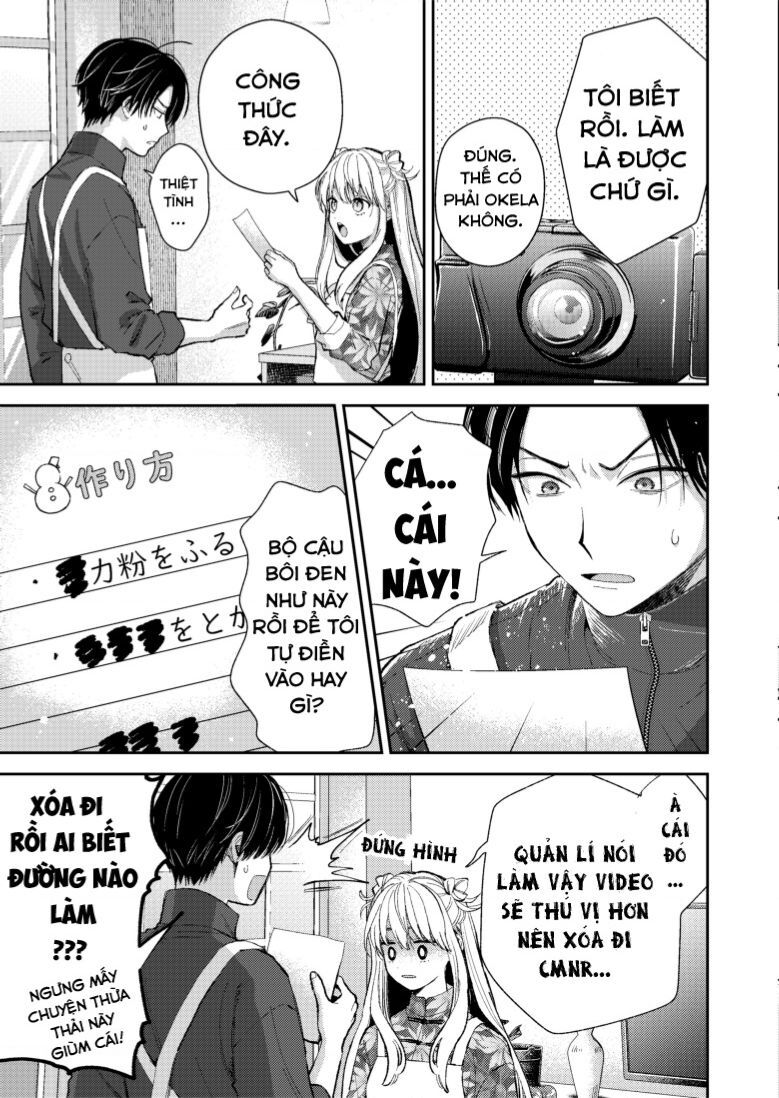 TÔI BIẾT
RỒI. LÀM
LÀ ĐƯỢC
CHỨ GÌ.
ĐÚNG.
THẾ CÓ
PHẢI OKELA
KHÔNG.
CÔNG
THỨC
ĐÂY.
THIỆT
TÌNH
...
CÁ...
CÁI
NÀY!
BỘ CẬU
BÔI ĐEN
NHƯ NÀY
RỒI ĐỂ TÔI
TỰ ĐIỀN
VÀO HAY
GÌ?
作り方
・力粉をふる
・をとか
À
CÁI
ĐÓ
...
QUẢN LÍ NÓI
LÀM VẬY VIDEO
SẼ THÚ VỊ HƠN
NÊN XÓA ĐI
CMNR...
ĐỨNG HÌNH
XÓA ĐI
RỒI AI BIẾT
ĐƯỜNG NÀO
LÀM
???
NGƯNG MẤY
CHUYỆN THỪA
THÃI NÀY
GIÙM CÁI!